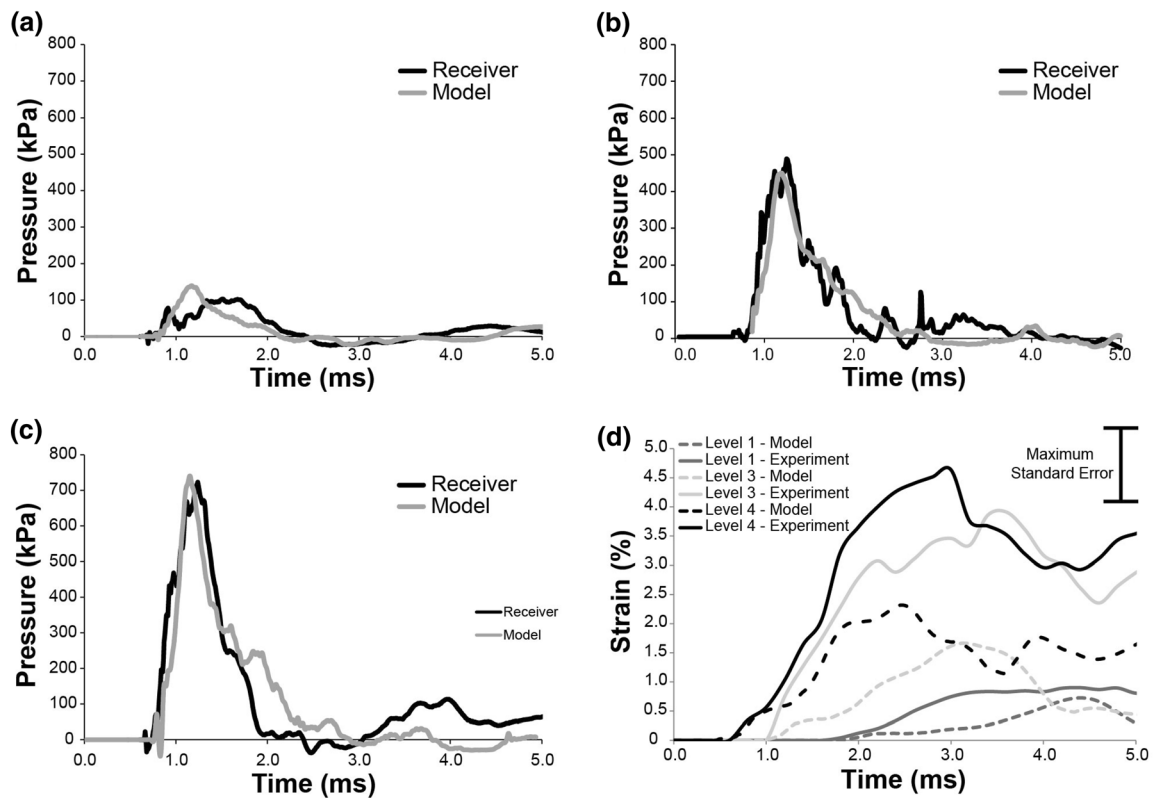 (a)
800
700
600
500
400
300
200
100
0
Pressure (kPa)
Receiver
Model
0.0 1.0 2.0 3.0 4.0 5.0
Time (ms)
(b)
800
700
600
500
400
300
200
100
0
Pressure (kPa)
Receiver
Model
0.0 1.0 2.0 3.0 4.0 5.0
Time (ms)
(c)
800
700
600
500
400
300
200
100
0
Pressure (kPa)
Receiver
Model
Receiver
Model
0.0 1.0 2.0 3.0 4.0 5.0
Time (ms)
(d)
5.0
4.5
4.0
3.5
3.0
2.5
2.0
1.5
1.0
0.5
0
Strain (%)
Level 1 - Model
Level 1 - Experiment
Level 3 - Model
Level 3 - Experiment
Level 4 - Model
Level 4 - Experiment
Maximum
Standard Error
0.0 1.0 2.0 3.0 4.0 5.0
Time (ms)